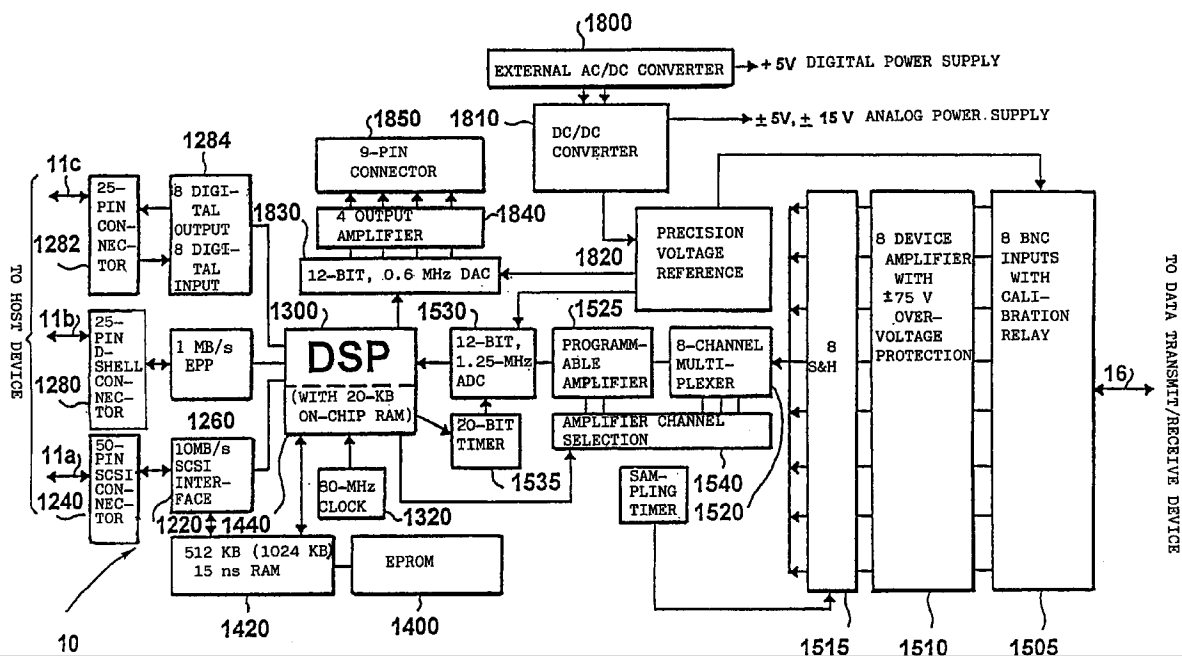 1800
EXTERNAL AC/DC CONVERTER
+5V DIGITAL POWER SUPPLY
1810
DC/DC
CONVERTER
±5V, ± 15 V ANALOG POWER SUPPLY
1850
9-PIN
CONNECTOR
1284
8 DIGI-
TAL
OUTPUT
8 DIGI-
TAL
INPUT
11c
25-
PIN
CON-
NEC-
TOR
1282
1830
4 OUTPUT
AMPLIFIER
1840
12-BIT, 0.6 MHz DAC
1820
PRECISION
VOLTAGE
REFERENCE
TO HOST DEVICE
11b
25-
PIN
D-
SHELL
CON-
NEC-
TOR
1280
1 MB/s
EPP
1260
1300
DSP
(WITH 20-KB
ON-CHIP RAM)
1530
12-BIT,
1.25-MHz
ADC
1525
PROGRAMM-
ABLE
AMPLIFIER
8-CHANNEL
MULTI-
PLEXER
8
S&H
8 DEVICE
AMPLIFIER
WITH
±75 V
OVER-
VOLTAGE
PROTECTION
8 BNC
INPUTS
WITH
CALI-
BRATION
RELAY
16
TO DATA TRANSMIT/RECEIVE DEVICE
11a
50-
PIN
SCSI
CON-
NEC-
TOR
1240
10MB/s
SCSI
INTER-
FACE
1220
1440
80-MHz
CLOCK
1320
20-BIT
TIMER
1535
AMPLIFIER CHANNEL
SELECTION
1540
1520
SAM-
PLING
TIMER
512 KB (1024 KB)
15 ns RAM
EPROM
10
1420
1400
1515
1510
1505